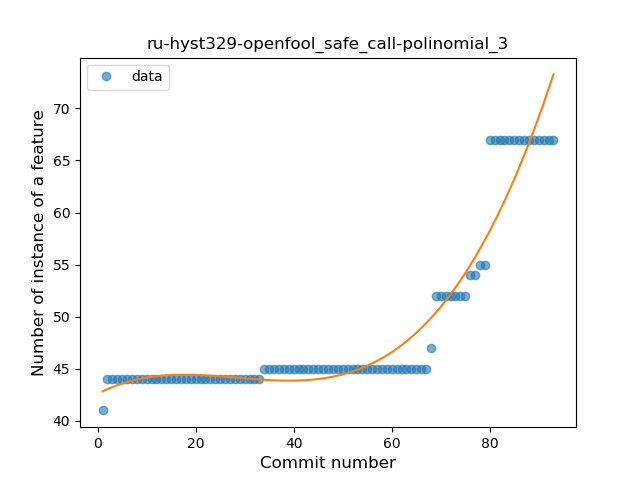 ru-hyst329-openfool_safe_call-polinomial_3
data
Number of instance of a feature
70
65
60
55
50
45
40
0 20 40 60 80
Commit number